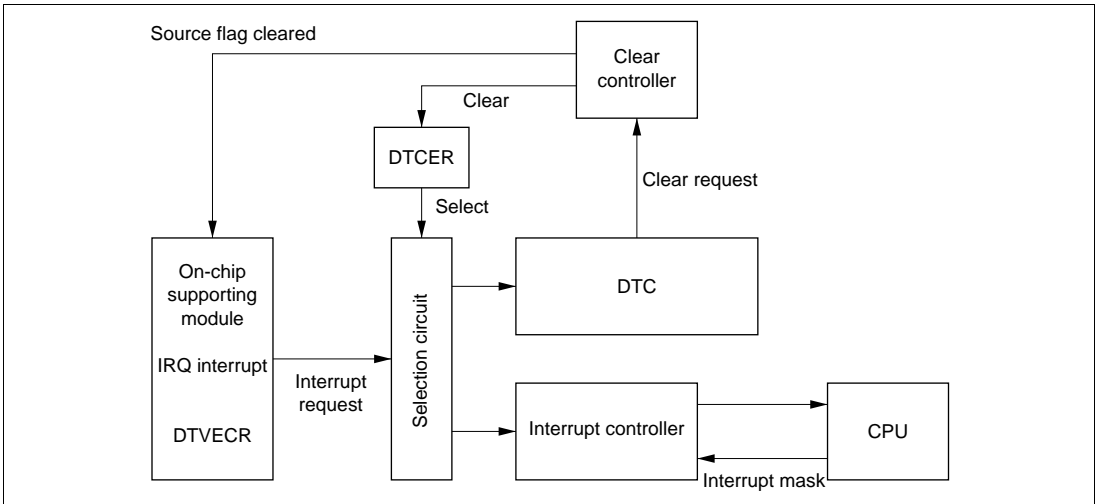 Source flag cleared
Clear
controller
Clear
DTCER
Clear request
Select
On-chip
supporting
module
IRQ interrupt
DTVECR
Interrupt
request
Selection circuit
DTC
Interrupt controller
CPU
Interrupt mask